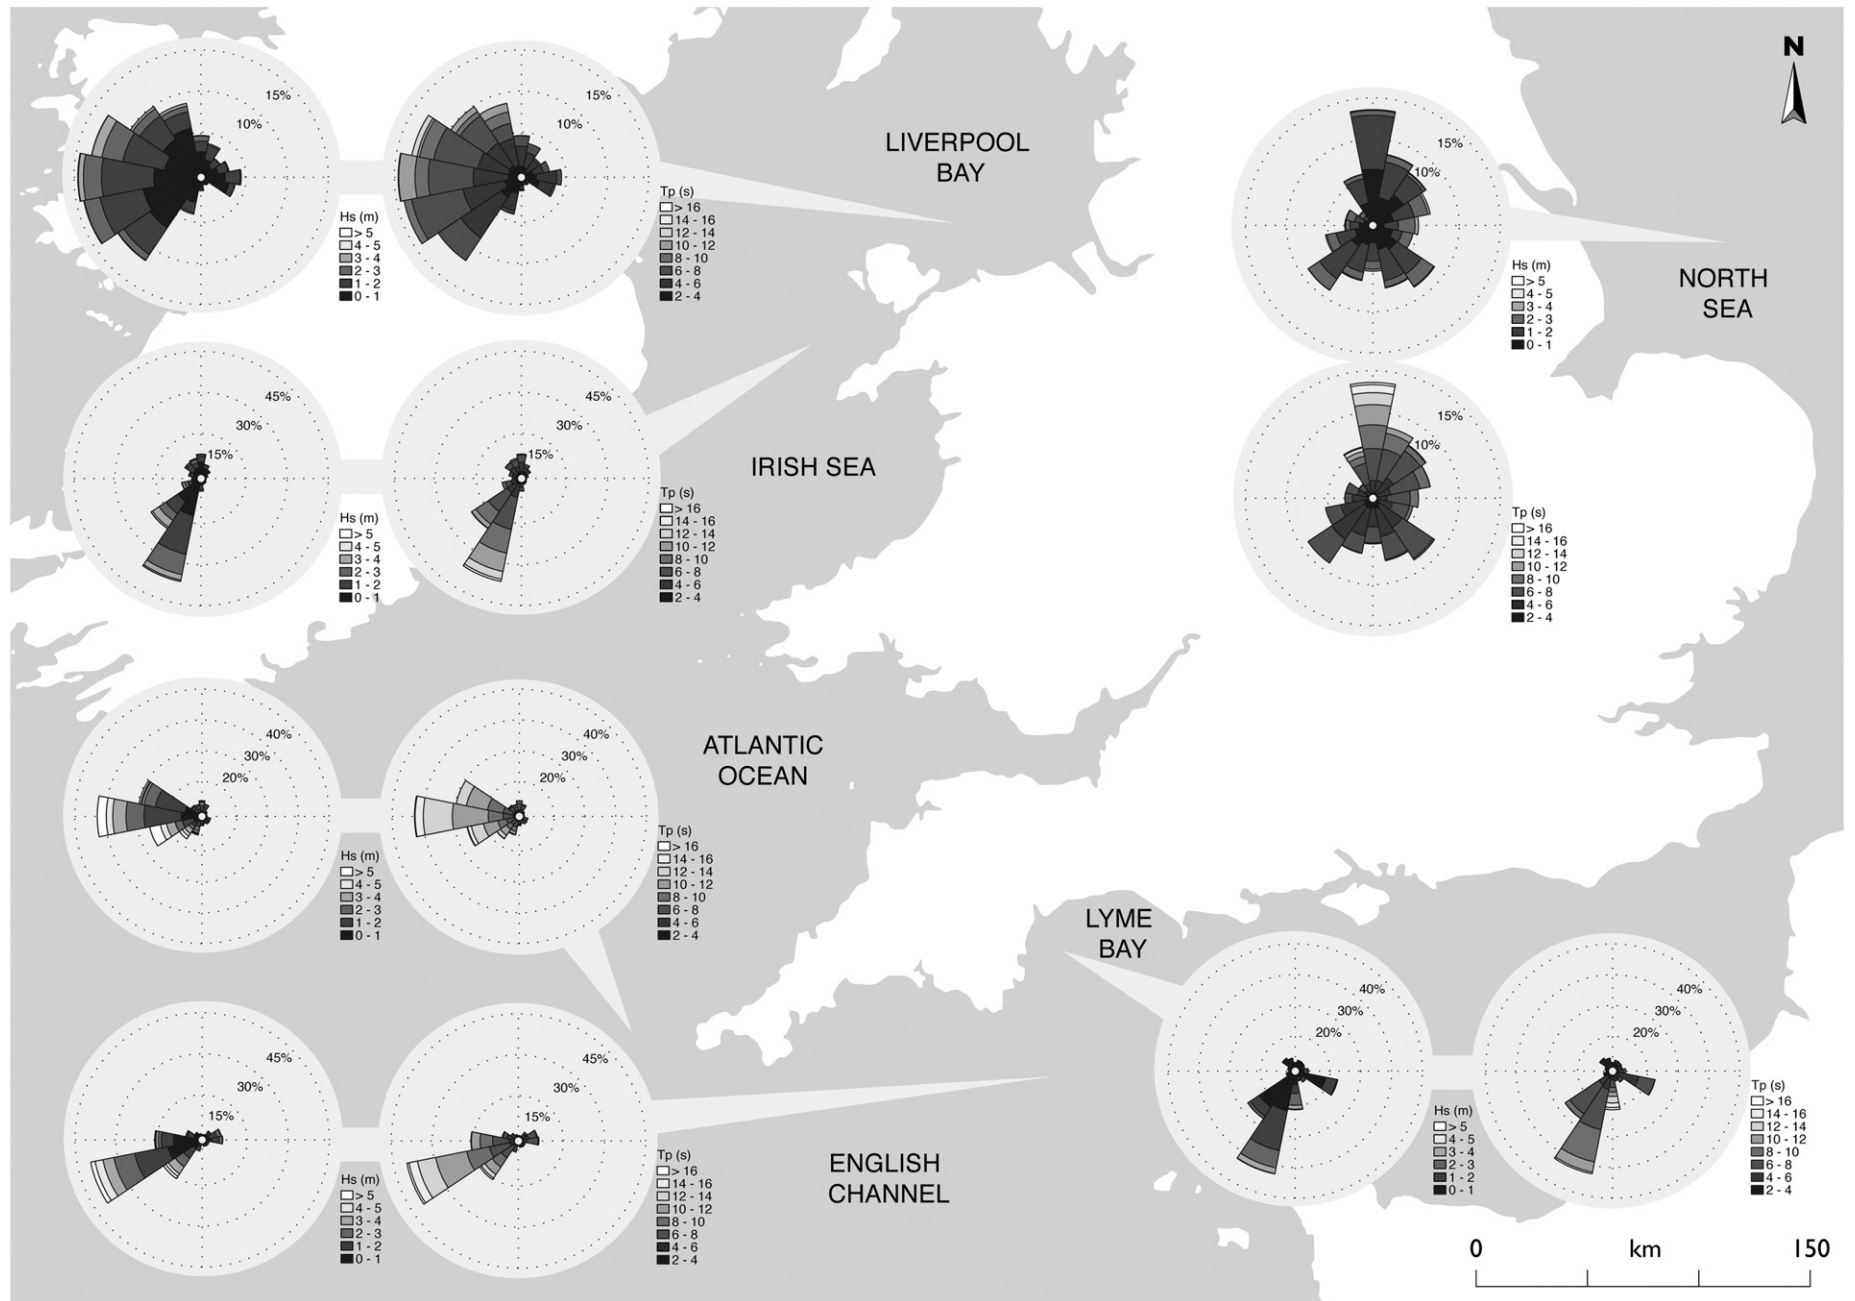 N
15%
10%
Hs (m)
> 5
4 - 5
3 - 4
2 - 3
1 - 2
0 - 1
15%
10%
Tp (s)
> 16
14 - 16
12 - 14
10 - 12
8 - 10
6 - 8
4 - 6
2 - 4
LIVERPOOL
BAY
15%
10%
Hs (m)
> 5
4 - 5
3 - 4
2 - 3
1 - 2
0 - 1
NORTH
SEA
45%
30%
15%
Hs (m)
> 5
4 - 5
3 - 4
2 - 3
1 - 2
0 - 1
45%
30%
15%
Tp (s)
> 16
14 - 16
12 - 14
10 - 12
8 - 10
6 - 8
4 - 6
2 - 4
IRISH SEA
15%
10%
Tp (s)
> 16
14 - 16
12 - 14
10 - 12
8 - 10
6 - 8
4 - 6
2 - 4
40%
30%
20%
Hs (m)
> 5
4 - 5
3 - 4
2 - 3
1 - 2
0 - 1
40%
30%
20%
Tp (s)
> 16
14 - 16
12 - 14
10 - 12
8 - 10
6 - 8
4 - 6
2 - 4
ATLANTIC
OCEAN
LYME
BAY
45%
30%
15%
Hs (m)
> 5
4 - 5
3 - 4
2 - 3
1 - 2
0 - 1
45%
30%
15%
Tp (s)
> 16
14 - 16
12 - 14
10 - 12
8 - 10
6 - 8
4 - 6
2 - 4
ENGLISH
CHANNEL
40%
30%
20%
Hs (m)
> 5
4 - 5
3 - 4
2 - 3
1 - 2
0 - 1
40%
30%
20%
Tp (s)
> 16
14 - 16
12 - 14
10 - 12
8 - 10
6 - 8
4 - 6
2 - 4
0 km 150